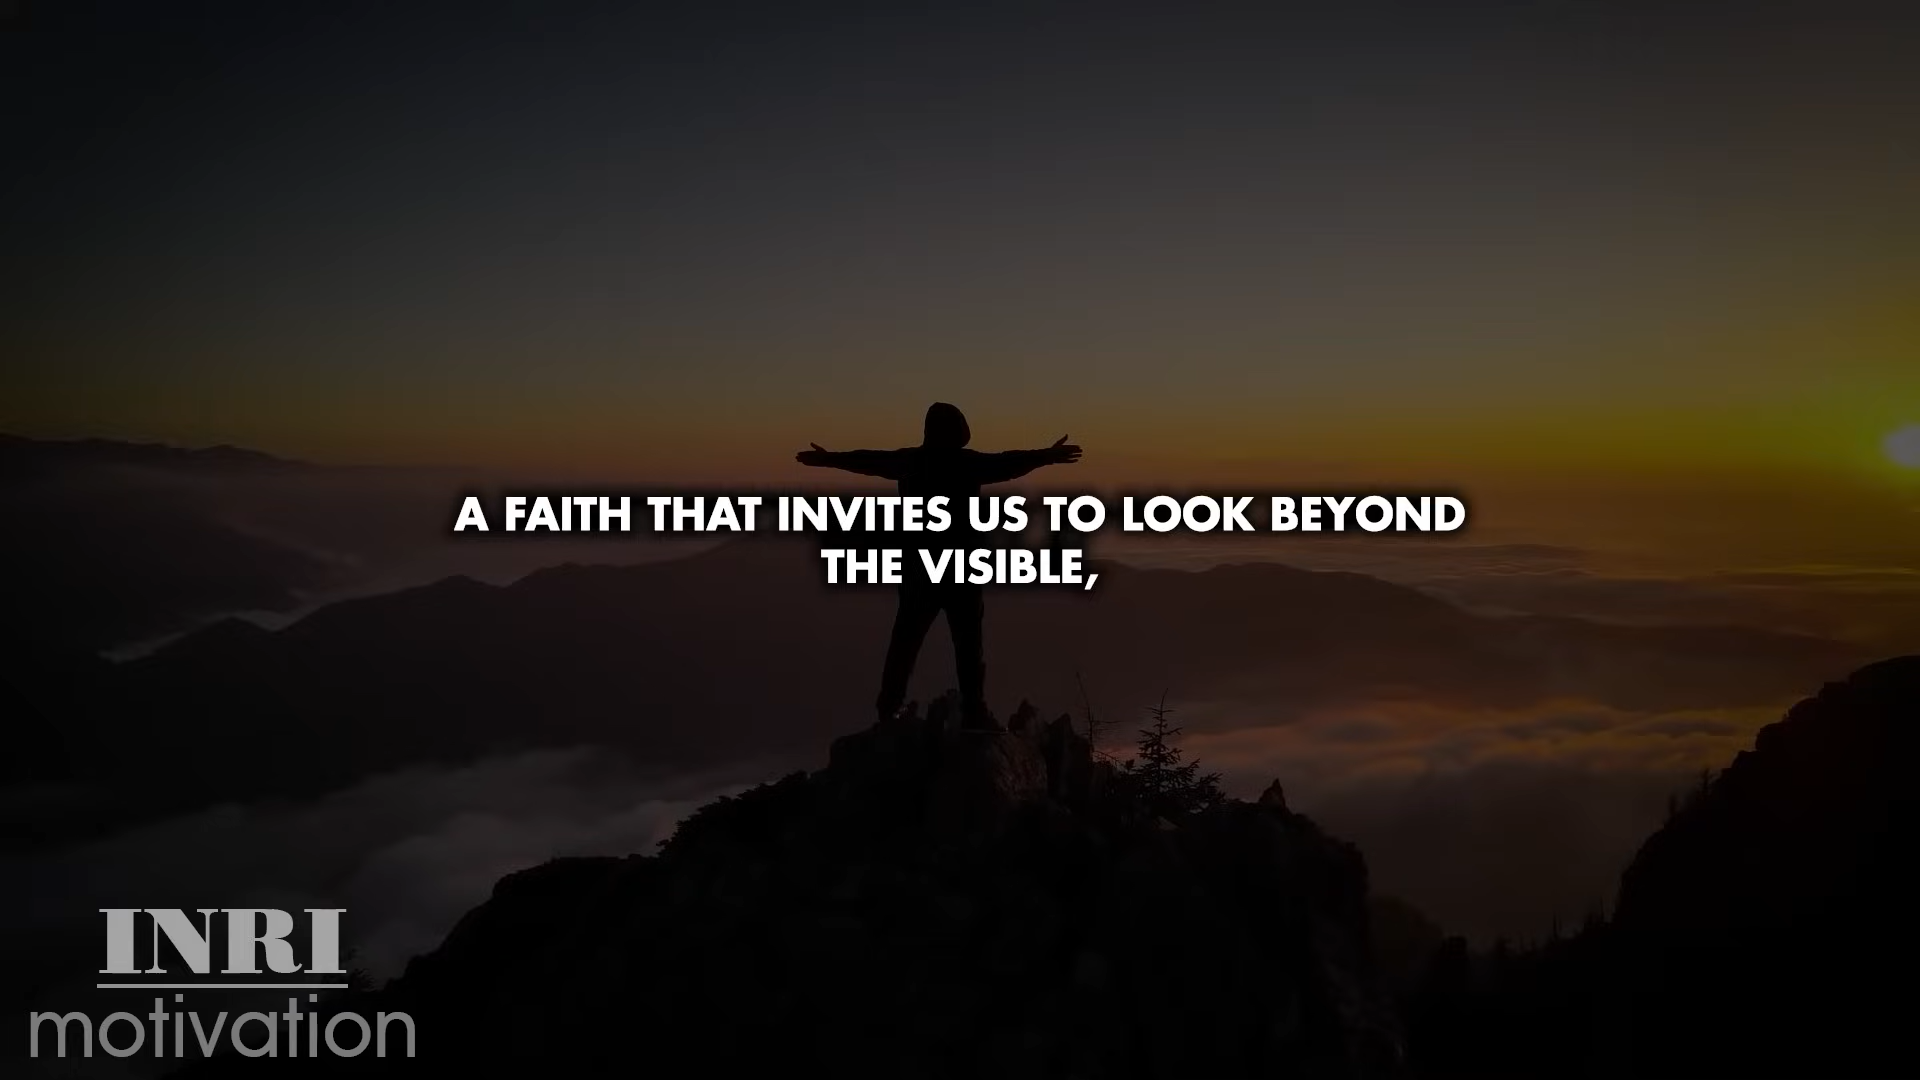 A FAITH THAT INVITES US TO LOOK BEYOND
THE VISIBLE,
INRI
motivation